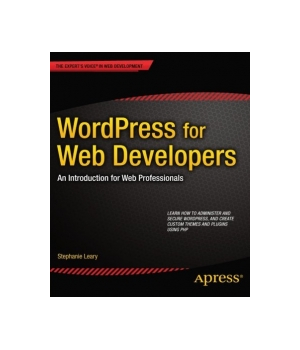 THE EXPERT'S VOICE® IN WEB DEVELOPMENT
WordPress for
Web Developers
An Introduction for Web Professionals
LEARN HOW TO ADMINISTER AND
SECURE WORDPRESS, AND CREATE
CUSTOM THEMES AND PLUGINS
USING PHP
Stephanie Leary
Apress®